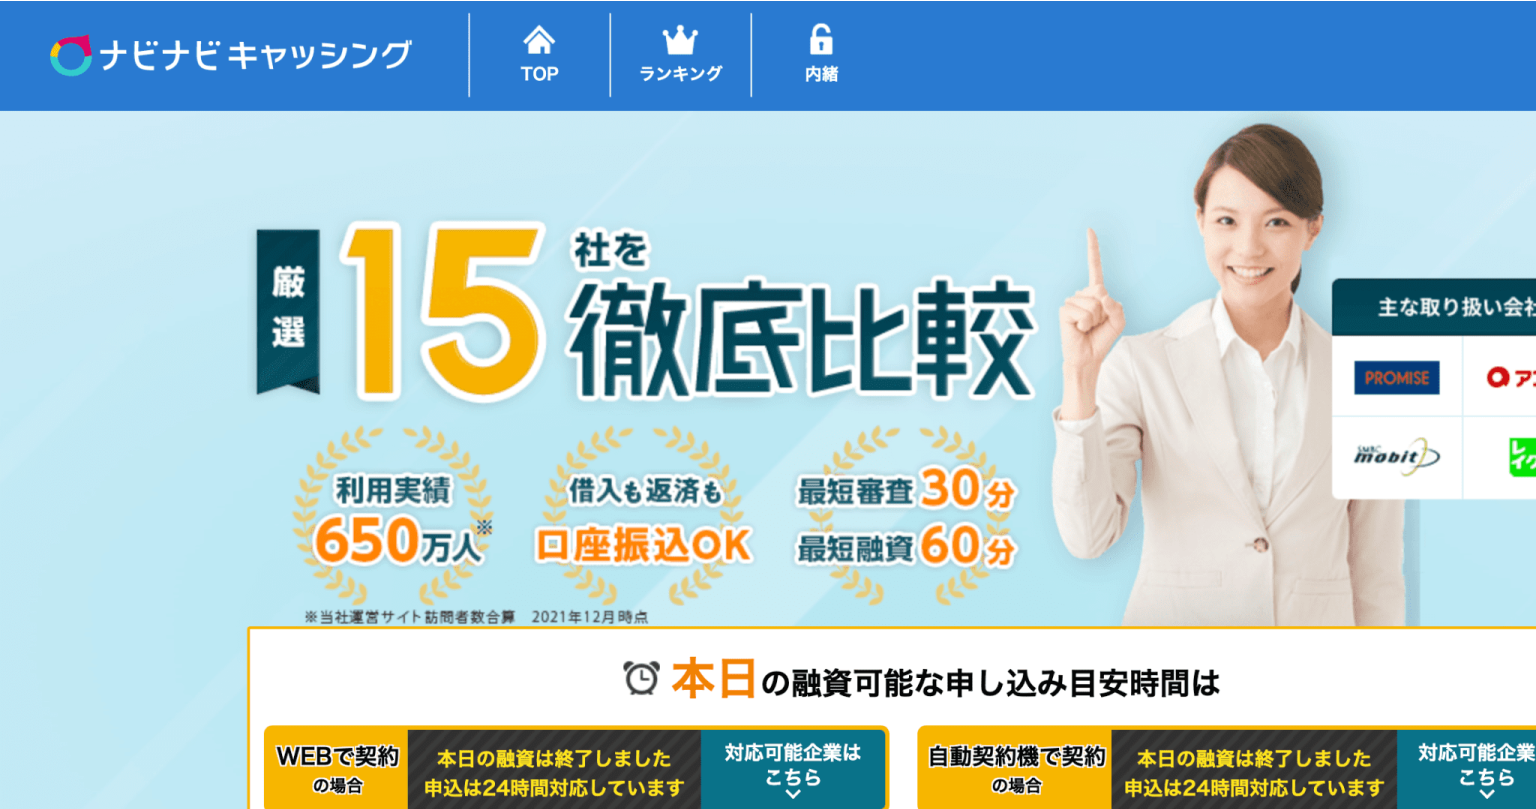 ナビナビキャッシング
TOP
ランキング
内緒
厳選
15社を
徹底比較
利用実績
650万人※
借入も返済も
口座振込OK
最短審査30分
最短融資60分
※当社運営サイト訪問者数合算 2021年12月時点
主な取り扱い会社
PROMISE
SMBC
mobit
レイク
本日の融資可能な申し込み目安時間は
WEBで契約
の場合
本日の融資は終了しました
申込は24時間対応しています
対応可能企業は
こちら
自動契約機で契約
の場合
本日の融資は終了しました
申込は24時間対応しています
対応可能企業
こちら